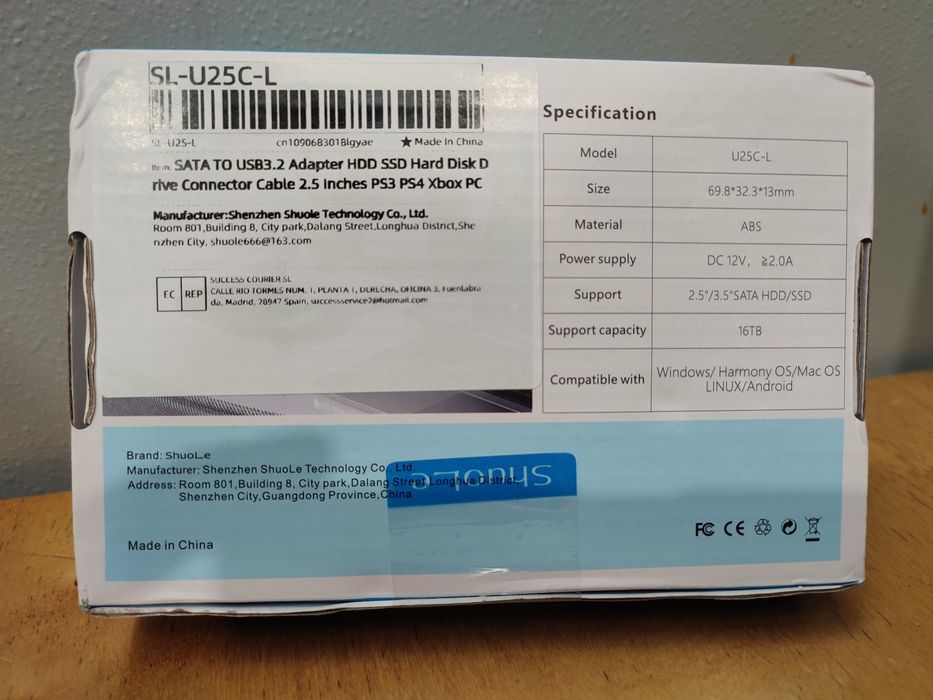 SL-U25C-L
SL-U25-L cn1090683018lgyae ★ Made In China
Item: SATA TO USB3.2 Adapter HDD SSD Hard Disk D
rive Connector Cable 2.5 Inches PS3 PS4 Xbox PC
Manufacturer:Shenzhen Shuole Technology Co., Ltd.
Room 801,Building 8, City park,Dalang Street,Longhua District,She
nzhen City, shuole666@163.com
EC REP
SUCCESS COURIER SL
CALLE RIO TORMES NUM. 1, PLANTA 1, DERECHA, OFICINA 3, Fuenlabra
da, Madrid, 28947 Spain, successservice2@hotmail.com
Specification
Model U25C-L
Size 69.8*32.3*13mm
Material ABS
Power supply DC 12V, ≧2.0A
Support 2.5"/3.5"SATA HDD/SSD
Support capacity 16TB
Compatible with Windows/ Harmony OS/Mac OS
LINUX/Android
Brand: ShuoLe
Manufacturer: Shenzhen ShuoLe Technology Co., Ltd.
Address: Room 801,Building 8, City park,Dalang Street,Longhua District,
Shenzhen City,Guangdong Province,China
ShuoLe
Made in China
FC CE